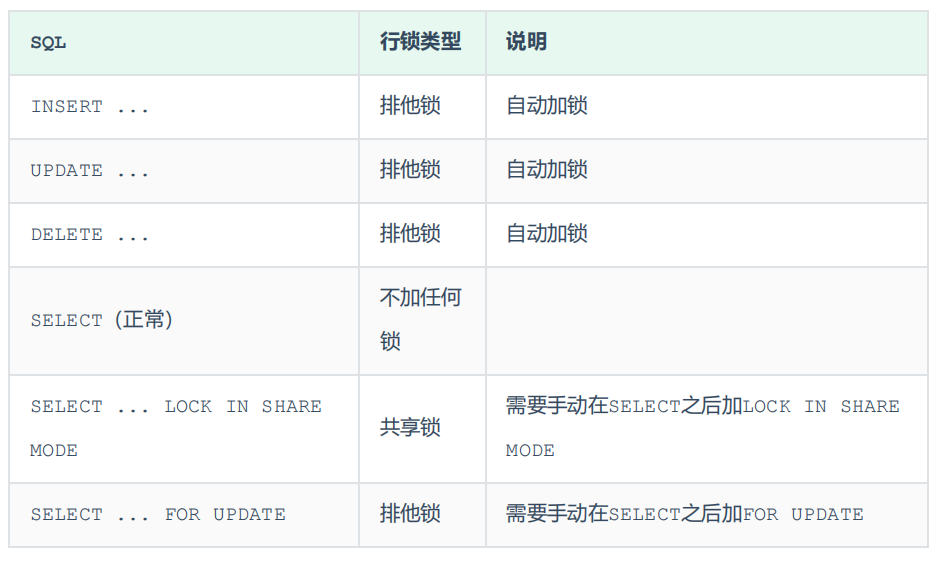 SQL 行锁类型 说明
INSERT ... 排他锁 自动加锁
UPDATE ... 排他锁 自动加锁
DELETE ... 排他锁 自动加锁
SELECT（正常） 不加任何
锁
SELECT ... LOCK IN SHARE
MODE
共享锁
需要手动在SELECT之后加LOCK IN SHARE
MODE
SELECT ... FOR UPDATE 排他锁 需要手动在SELECT之后加FOR UPDATE